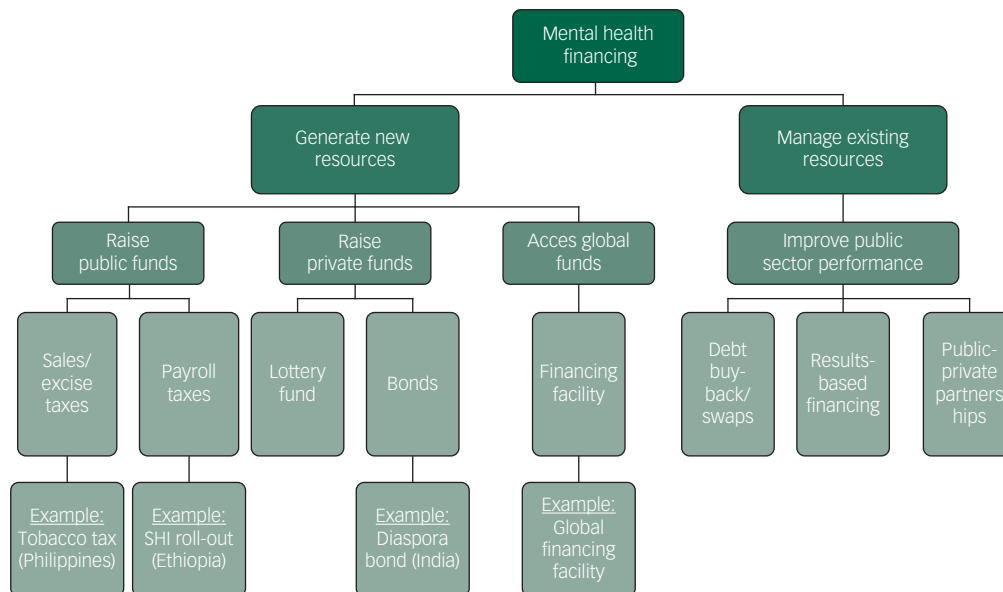 Mental health
financing
Generate new
resources
Manage existing
resources
Raise
public funds
Raise
private funds
Acces global
funds
Improve public
sector performance
Sales/
excise
taxes
Payroll
taxes
Lottery
fund
Bonds
Financing
facility
Debt
buy-
back/
swaps
Results-
based
financing
Public-
private
partners
hips
Example:
Tobacco tax
(Philippines)
Example:
SHI roll-out
(Ethiopia)
Example:
Diaspora
bond (India)
Example:
Global
financing
facility